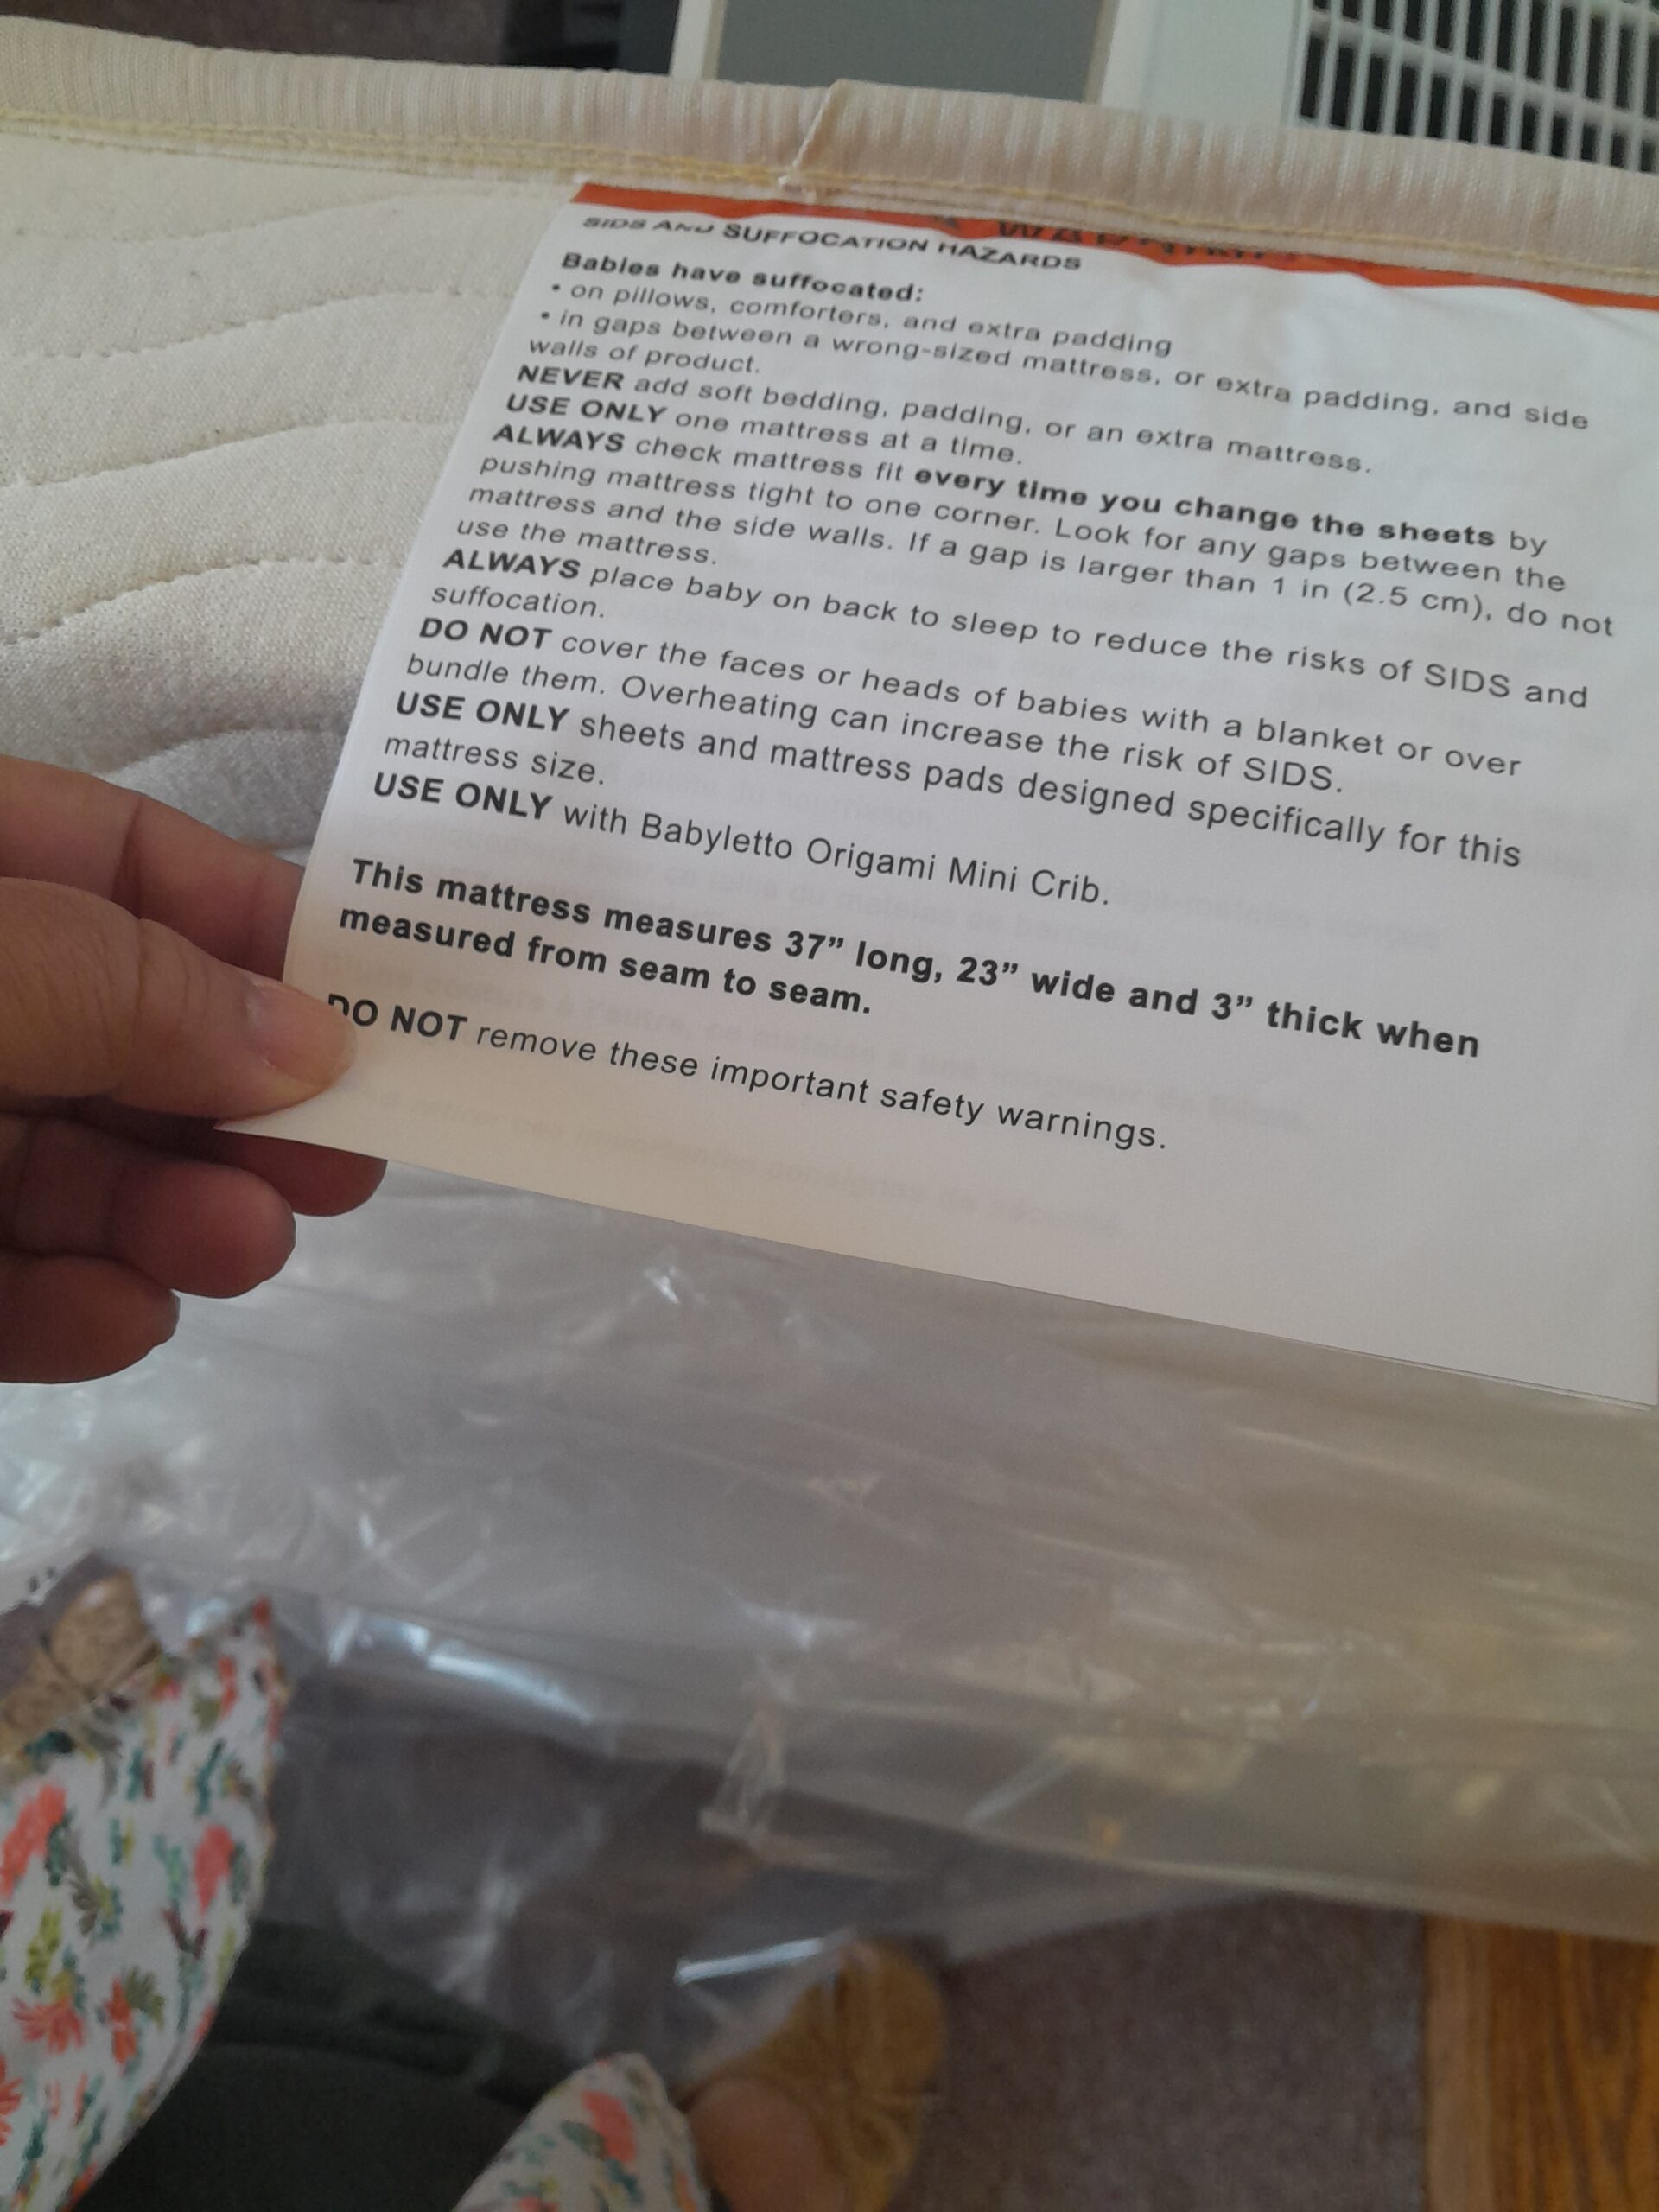 WARNING
SIDS AND SUFFOCATION HAZARDS
Babies have suffocated:
• on pillows, comforters, and extra padding
• in gaps between a wrong-sized mattress, or extra padding, and side
walls of product.
NEVER add soft bedding, padding, or an extra mattress.
USE ONLY one mattress at a time.
ALWAYS check mattress fit every time you change the sheets by
pushing mattress tight to one corner. Look for any gaps between the
mattress and the side walls. If a gap is larger than 1 in (2.5 cm), do not
use the mattress.
ALWAYS place baby on back to sleep to reduce the risks of SIDS and
suffocation.
DO NOT cover the faces or heads of babies with a blanket or over
bundle them. Overheating can increase the risk of SIDS.
USE ONLY sheets and mattress pads designed specifically for this
mattress size.
USE ONLY with Babyletto Origami Mini Crib.
This mattress measures 37” long, 23” wide and 3” thick when
measured from seam to seam.
DO NOT remove these important safety warnings.